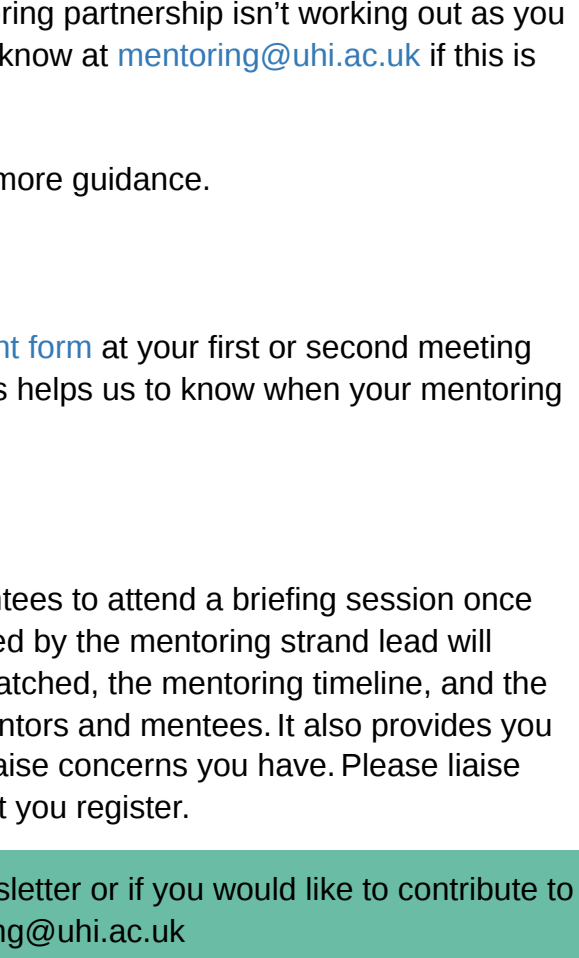 ring partnership isn’t working out as you
know at mentoring@uhi.ac.uk if this is
more guidance.
nt form at your first or second meeting
s helps us to know when your mentoring
ntees to attend a briefing session once
ed by the mentoring strand lead will
atched, the mentoring timeline, and the
entors and mentees. It also provides you
aise concerns you have. Please liaise
t you register.
sletter or if you would like to contribute to
ng@uhi.ac.uk